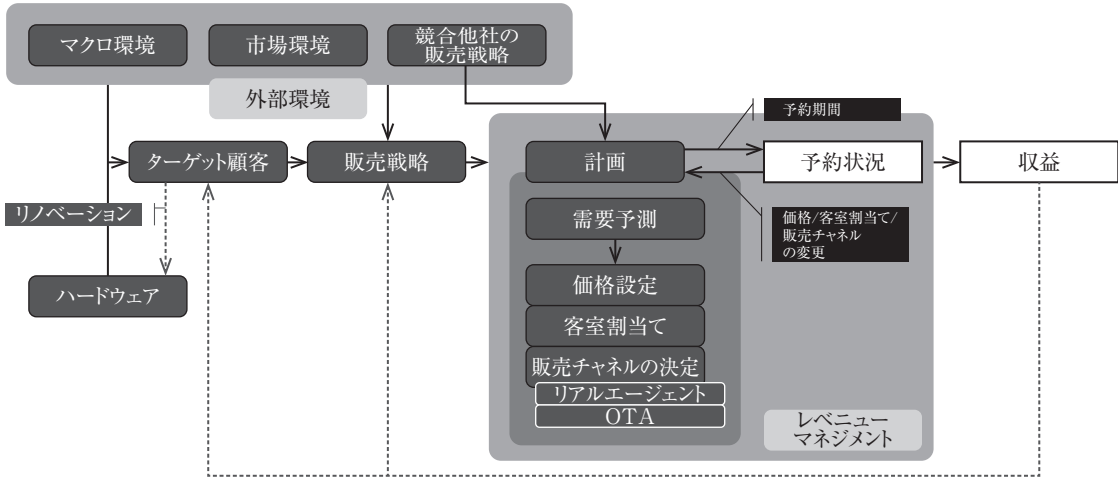 マクロ環境
市場環境
競合他社の
販売戦略
外部環境
予約期間
ターゲット顧客
販売戦略
計画
予約状況
収益
リノベーション
需要予測
価格/客室割当て/
販売チャネル
の変更
ハードウェア
価格設定
客室割当て
販売チャネルの決定
リアルエージェント
OTA
レベニュー
マネジメント